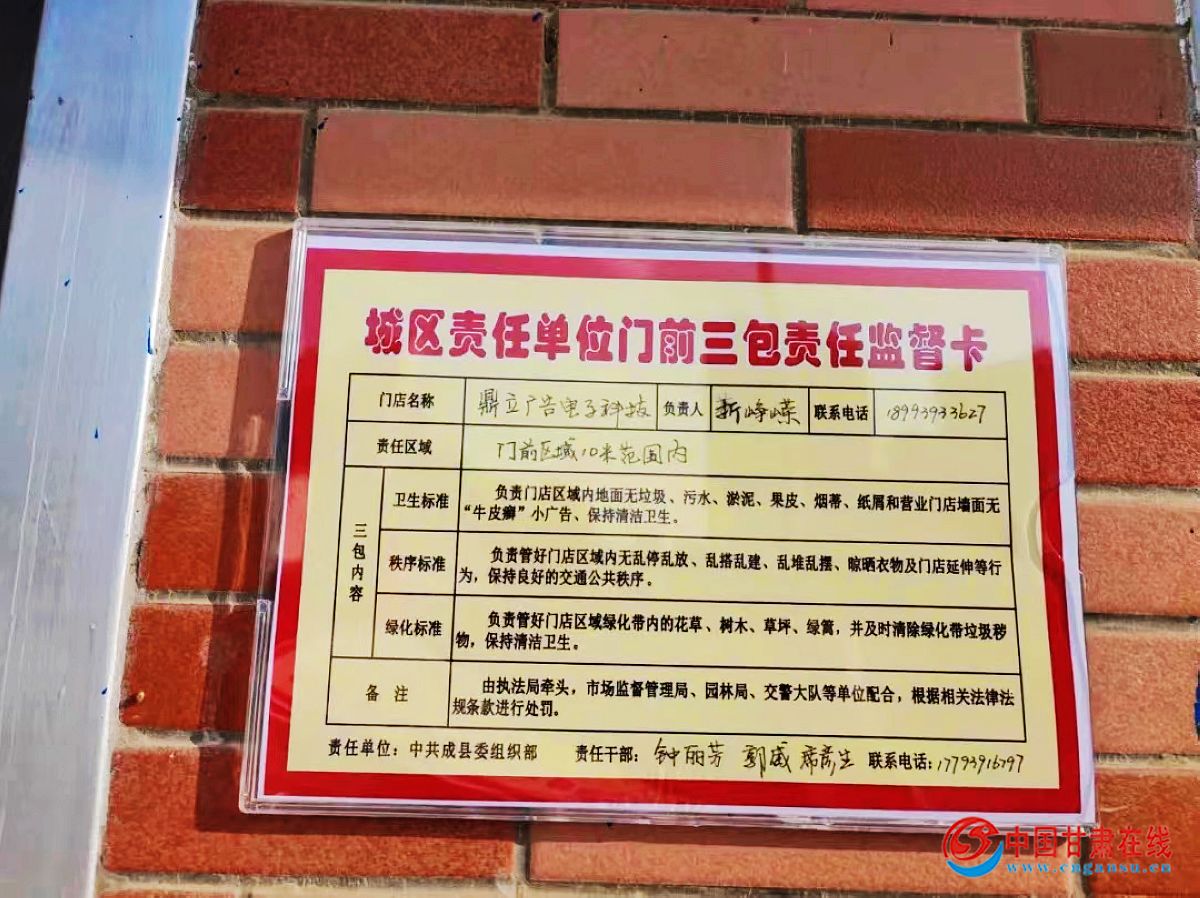 城区责任单位门前三包责任监督卡
门店名称 鼎立广告电子科技 负责人 折峥嵘 联系电话 18993933627
责任区域 门前区域10米范围内
三包内容
卫生标准 负责门店区域内地面无垃圾、污水、淤泥、果皮、烟蒂、纸屑和营业门店墙面无
“牛皮癣”小广告、保持清洁卫生。
秩序标准 负责管好门店区域内无乱停乱放、乱搭乱建、乱堆乱摆、晾晒衣物及门店延伸等行
为，保持良好的交通公共秩序。
绿化标准 负责管好门店区域绿化带内的花草、树木、草坪、绿篱，并及时清除绿化带垃圾秽
物，保持清洁卫生。
备注 由执法局牵头，市场监督管理局、园林局、交警大队等单位配合，根据相关法律法
规条款进行处罚。
责任单位：中共成县委组织部 责任干部：钟丽芳 郭威 席彦生 联系电话：17793916797
中国甘肃在线
www.cngansu.cn